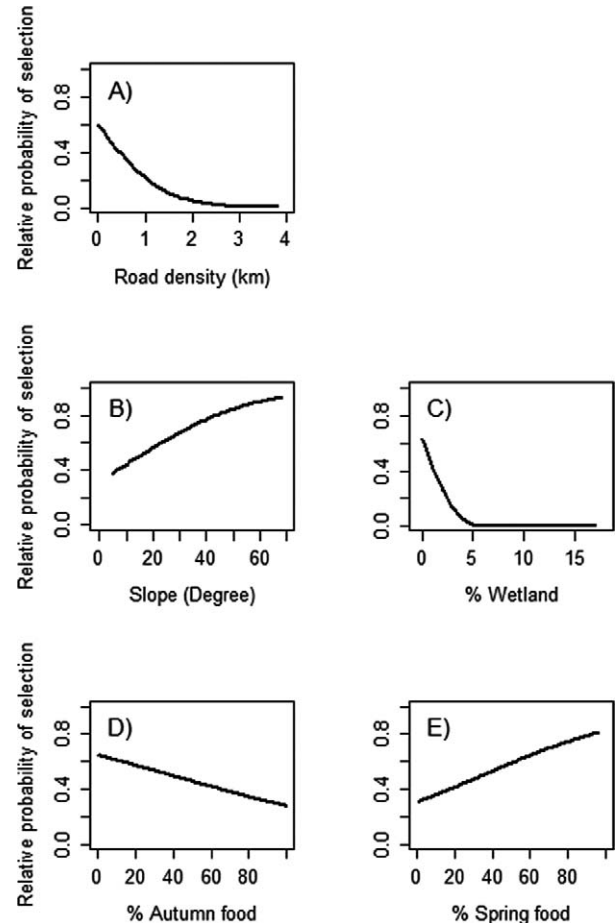 Relative probability of selection
A)
0.8
0.4
0.0
0 1 2 3 4
Road density (km)
Relative probability of selection
B)
0.8
0.4
0.0
0 20 40 60
Slope (Degree)
C)
0.8
0.4
0.0
0 5 10 15
% Wetland
Relative probability of selection
D)
0.8
0.4
0.0
0 20 40 60 80
% Autumn food
E)
0.8
0.4
0.0
0 20 40 60 80
% Spring food